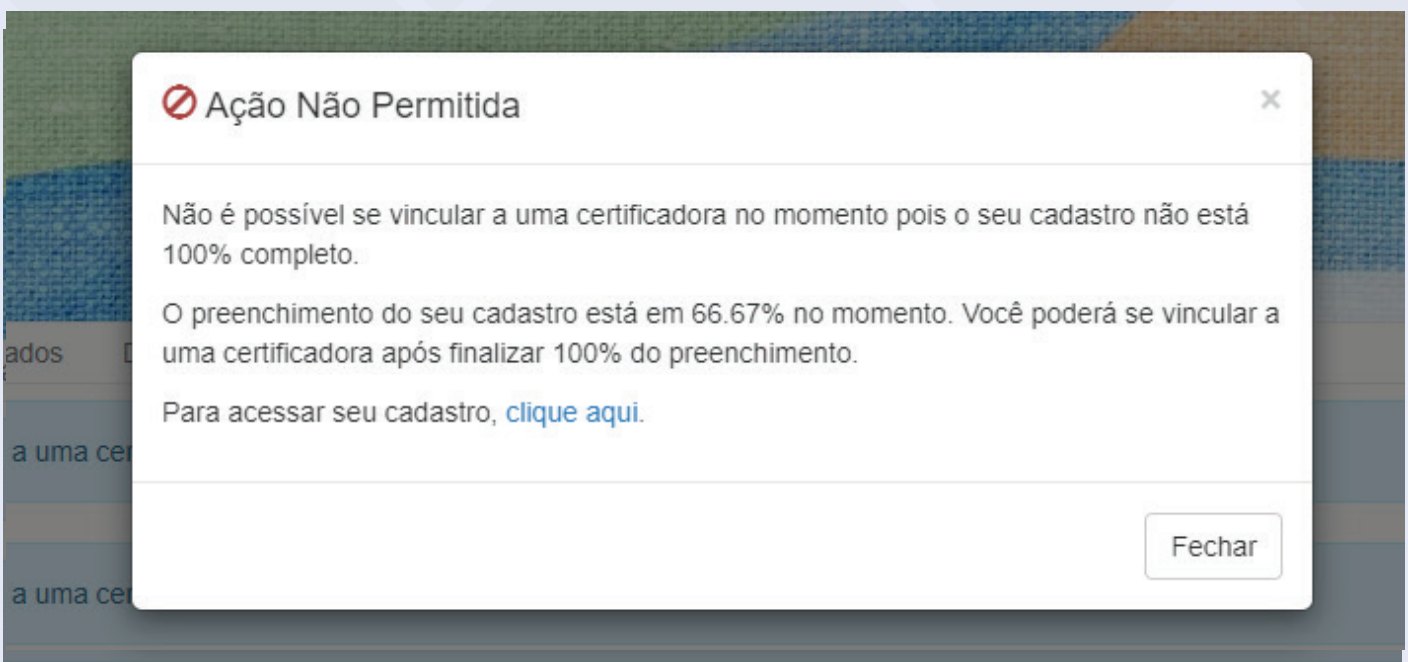 Ação Não Permitida
×
Não é possível se vincular a uma certificadora no momento pois o seu cadastro não está
100% completo.
O preenchimento do seu cadastro está em 66.67% no momento. Você poderá se vincular a
uma certificadora após finalizar 100% do preenchimento.
Para acessar seu cadastro, clique aqui.
ados
a uma cer
Fechar
a uma cer